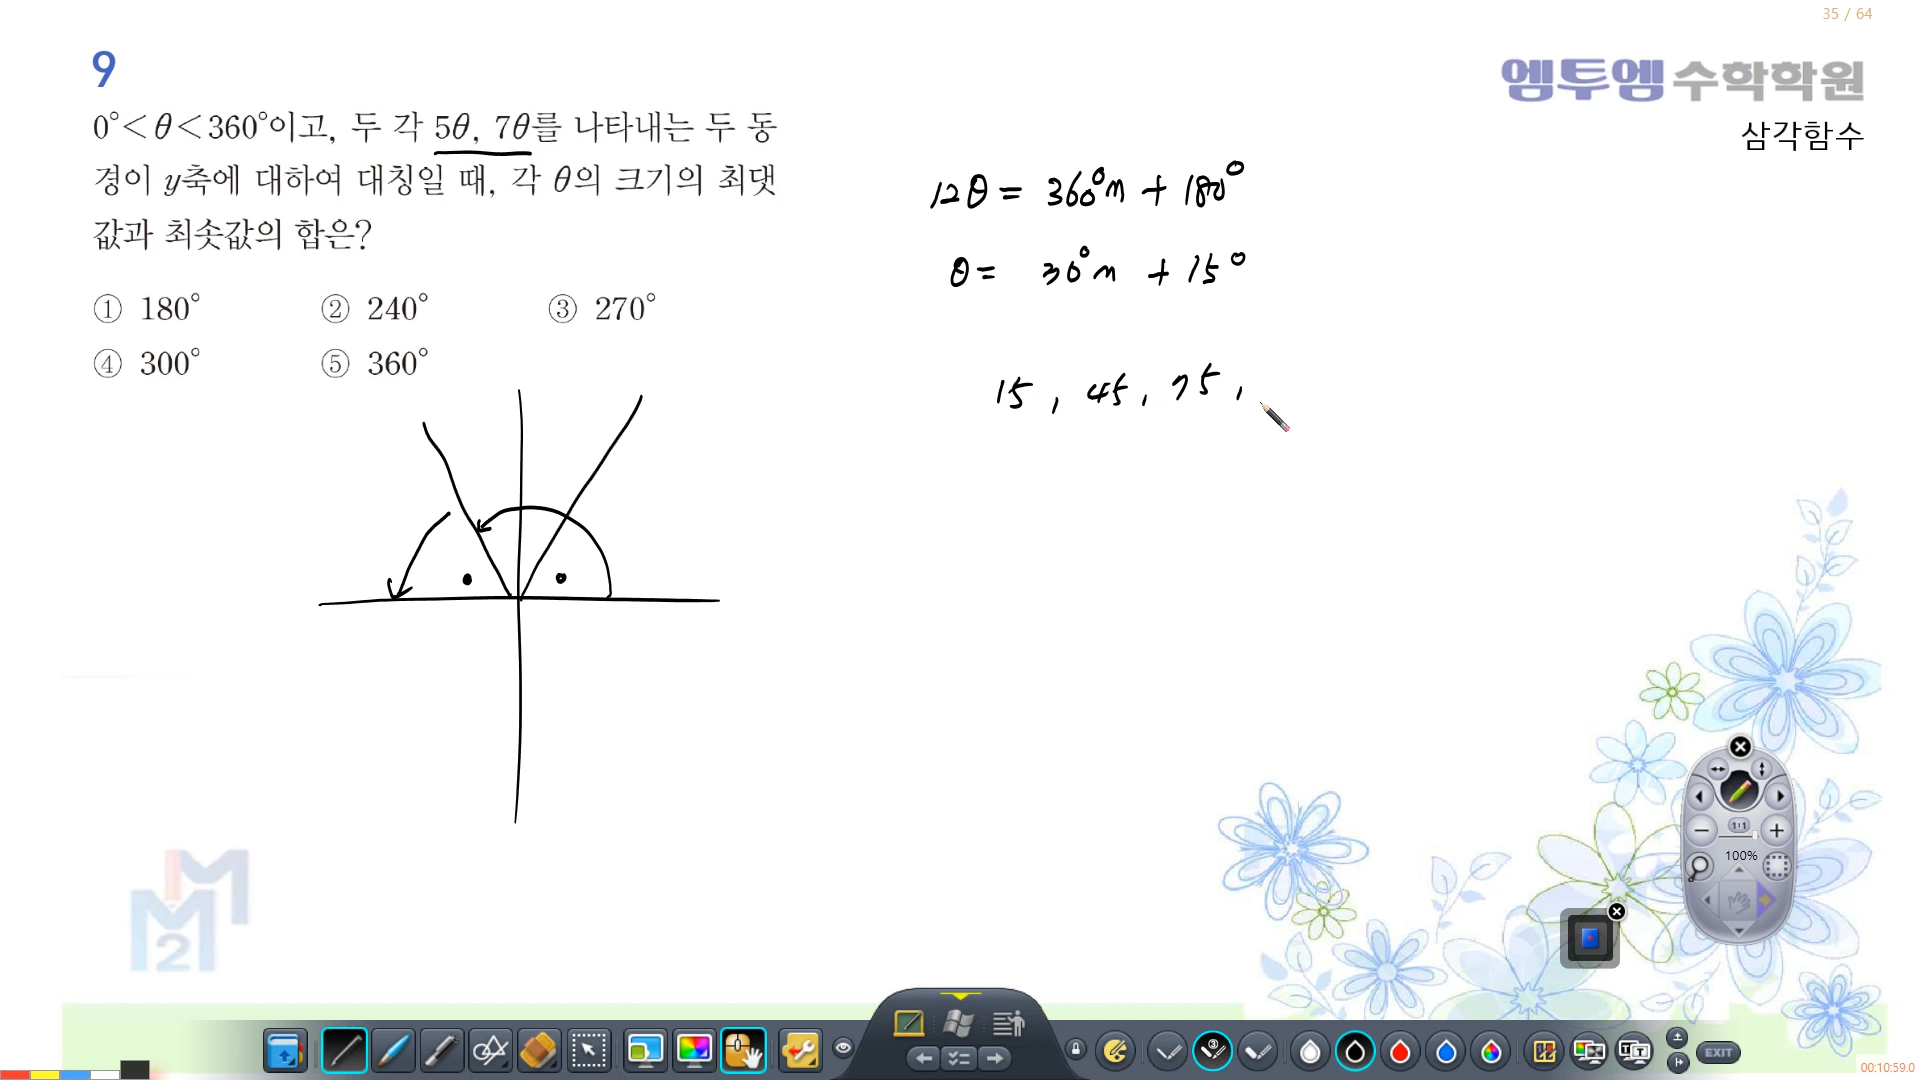 35 / 64
9
엠투엠수학학원
삼각함수
0°<θ<360°이고, 두 각 5θ, 7θ를 나타내는 두 동
경이 y축에 대하여 대칭일 때, 각 θ의 크기의 최댓
값과 최솟값의 합은?
① 180° ② 240° ③ 270°
④ 300° ⑤ 360°
12θ = 360°n + 180°
θ = 30°n + 15°
15, 45, 75,
M
M2
1:1
100%
EXIT
00:10:59.0